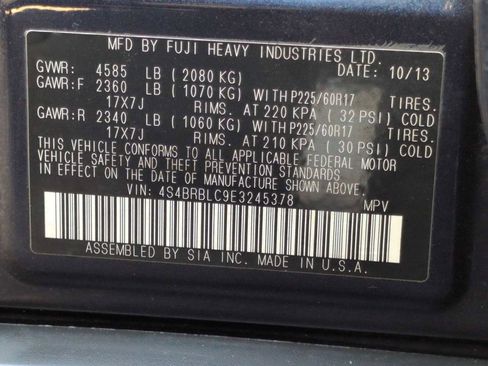 MFD BY FUJI HEAVY INDUSTRIES LTD.
GVWR: 4585 LB (2080 KG) DATE: 10/13
GAWR:F 2360 LB (1070 KG) WITH P225/60R17 TIRES.
17X7J RIMS. AT 220 KPA (32 PSI) COLD
GAWR:R 2340 LB (1060 KG) WITH P225/60R17 TIRES.
17X7J RIMS. AT 210 KPA (30 PSI) COLD
THIS VEHICLE CONFORMS TO ALL APPLICABLE FEDERAL MOTOR
VEHICLE SAFETY AND THEFT PREVENTION STANDARDS
IN EFFECT ON THE DATE OF MANUFACTURE SHOWN ABOVE.
VIN: 4S4BRBLC9E3245378 MPV
ASSEMBLED BY SIA INC. MADE IN U.S.A.